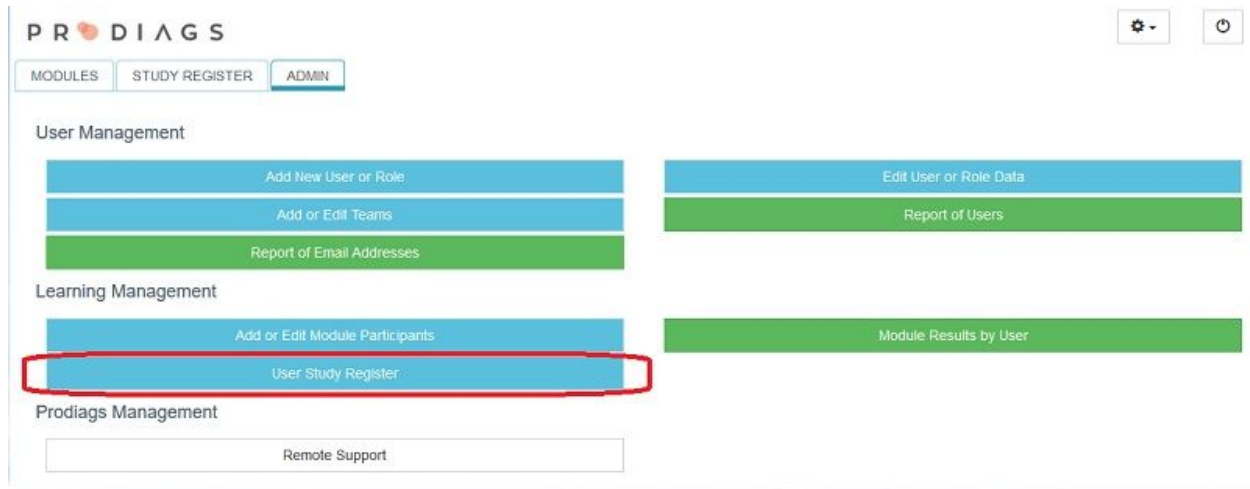 PRODIAGS
MODULES STUDY REGISTER ADMIN
User Management
Add New User or Role Edit User or Role Data
Add or Edit Teams Report of Users
Report of Email Addresses
Learning Management
Add or Edit Module Participants Module Results by User
User Study Register
Prodiags Management
Remote Support